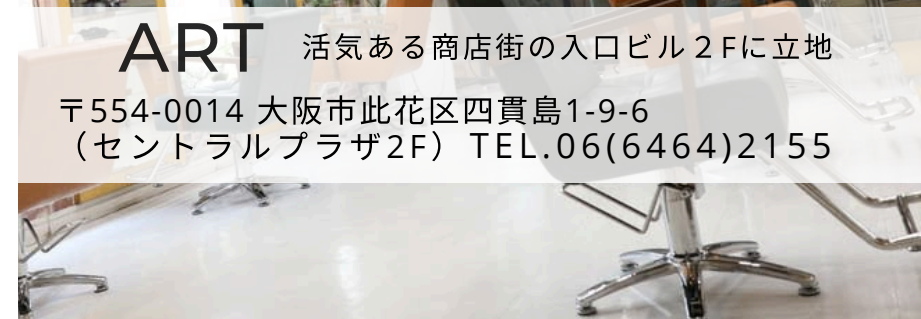 ART 活気ある商店街の入口ビル２Fに立地
〒554-0014 大阪市此花区四貫島1-9-6
（セントラルプラザ2F）TEL.06(6464)2155